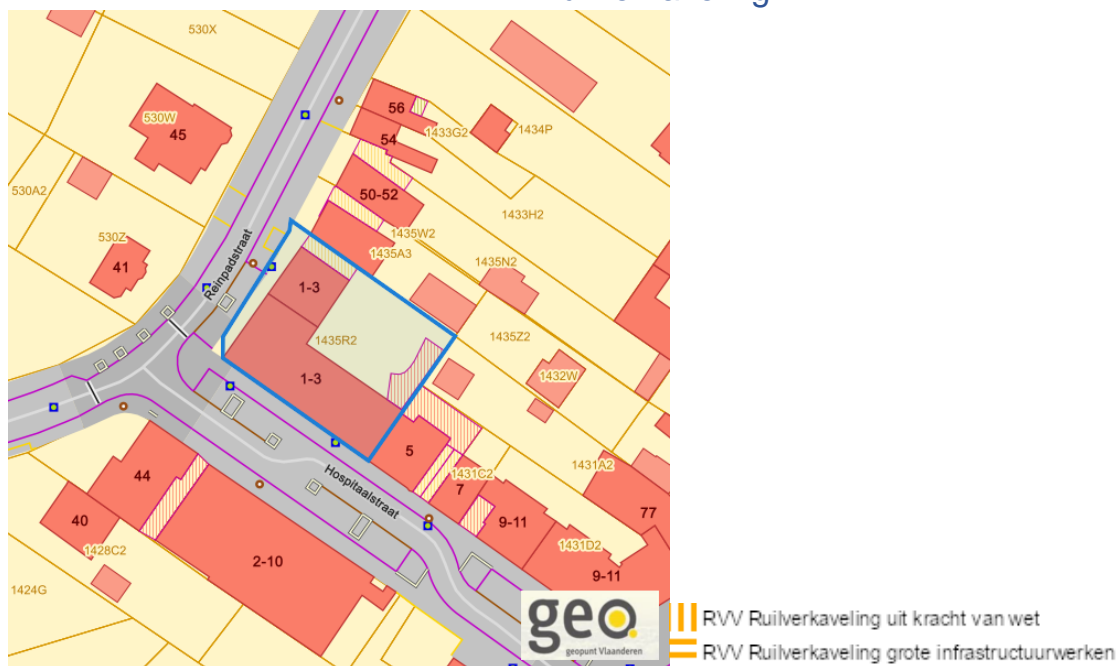 530X
56
530W
45
1433G2
1434P
54
530A2
50-52
1433H2
1435W2
530Z
1435A3
1435N2
41
Reinpadstraat
1-3
1435R2
1435Z2
1-3
1432W
5
44
Hospitaalstraat
1431C2
1431A2
7
40
9-11
77
1428C2
2-10
1431D2
9-11
1424G
geo.
geopunt Vlaanderen
RVV Ruilverkaveling uit kracht van wet
RVV Ruilverkaveling grote infrastructuurwerken